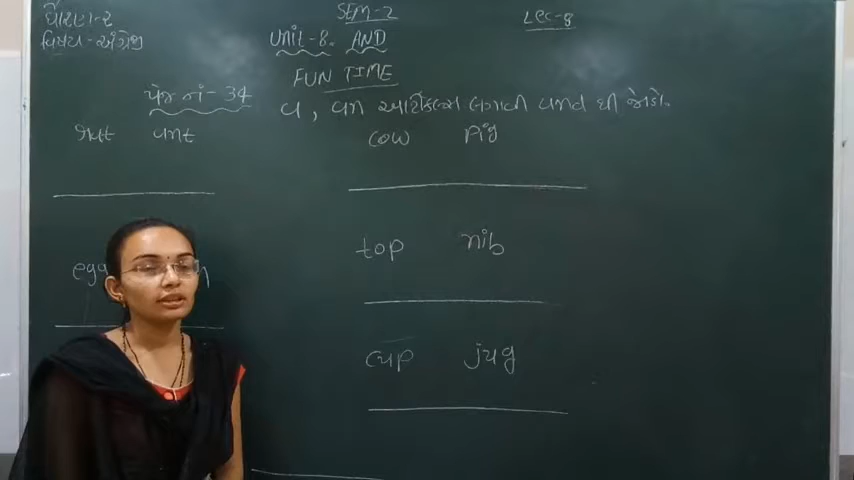 ધોરણ-૨ SEM-2 Lec-8
વિષય-અંગ્રેજી Unit-8. AND
FUN TIME
પેજ નં- 34
a, an આર્ટિકલ્સ લગાવી and થી જોડો.
ant cow pig
top nib
egg
cup jug